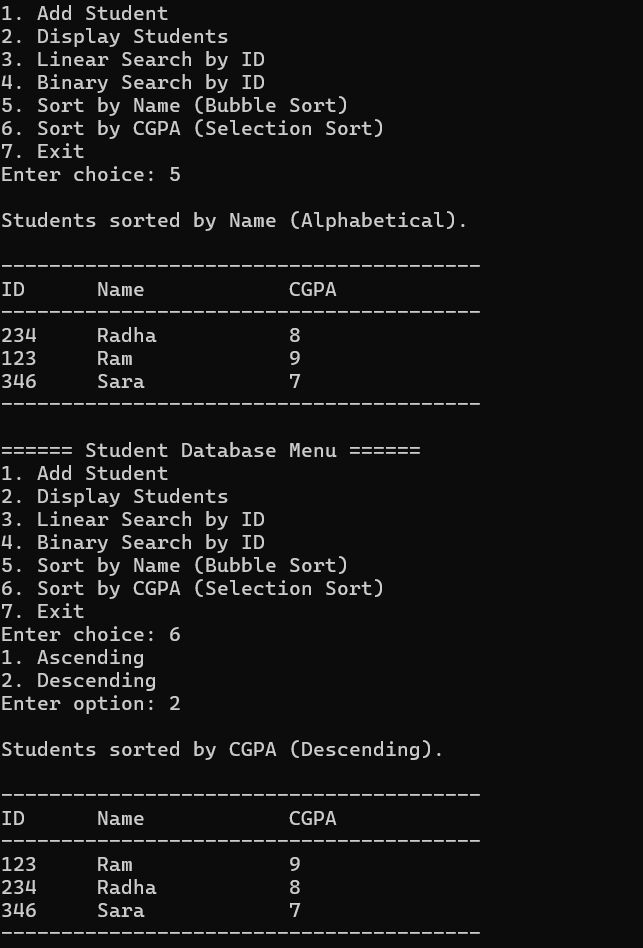 1. Add Student
2. Display Students
3. Linear Search by ID
4. Binary Search by ID
5. Sort by Name (Bubble Sort)
6. Sort by CGPA (Selection Sort)
7. Exit
Enter choice: 5
Students sorted by Name (Alphabetical).
----------------------------------------
ID      Name            CGPA
----------------------------------------
234     Radha           8
123     Ram             9
346     Sara            7
----------------------------------------
====== Student Database Menu ======
1. Add Student
2. Display Students
3. Linear Search by ID
4. Binary Search by ID
5. Sort by Name (Bubble Sort)
6. Sort by CGPA (Selection Sort)
7. Exit
Enter choice: 6
1. Ascending
2. Descending
Enter option: 2
Students sorted by CGPA (Descending).
----------------------------------------
ID      Name            CGPA
----------------------------------------
123     Ram             9
234     Radha           8
346     Sara            7
----------------------------------------